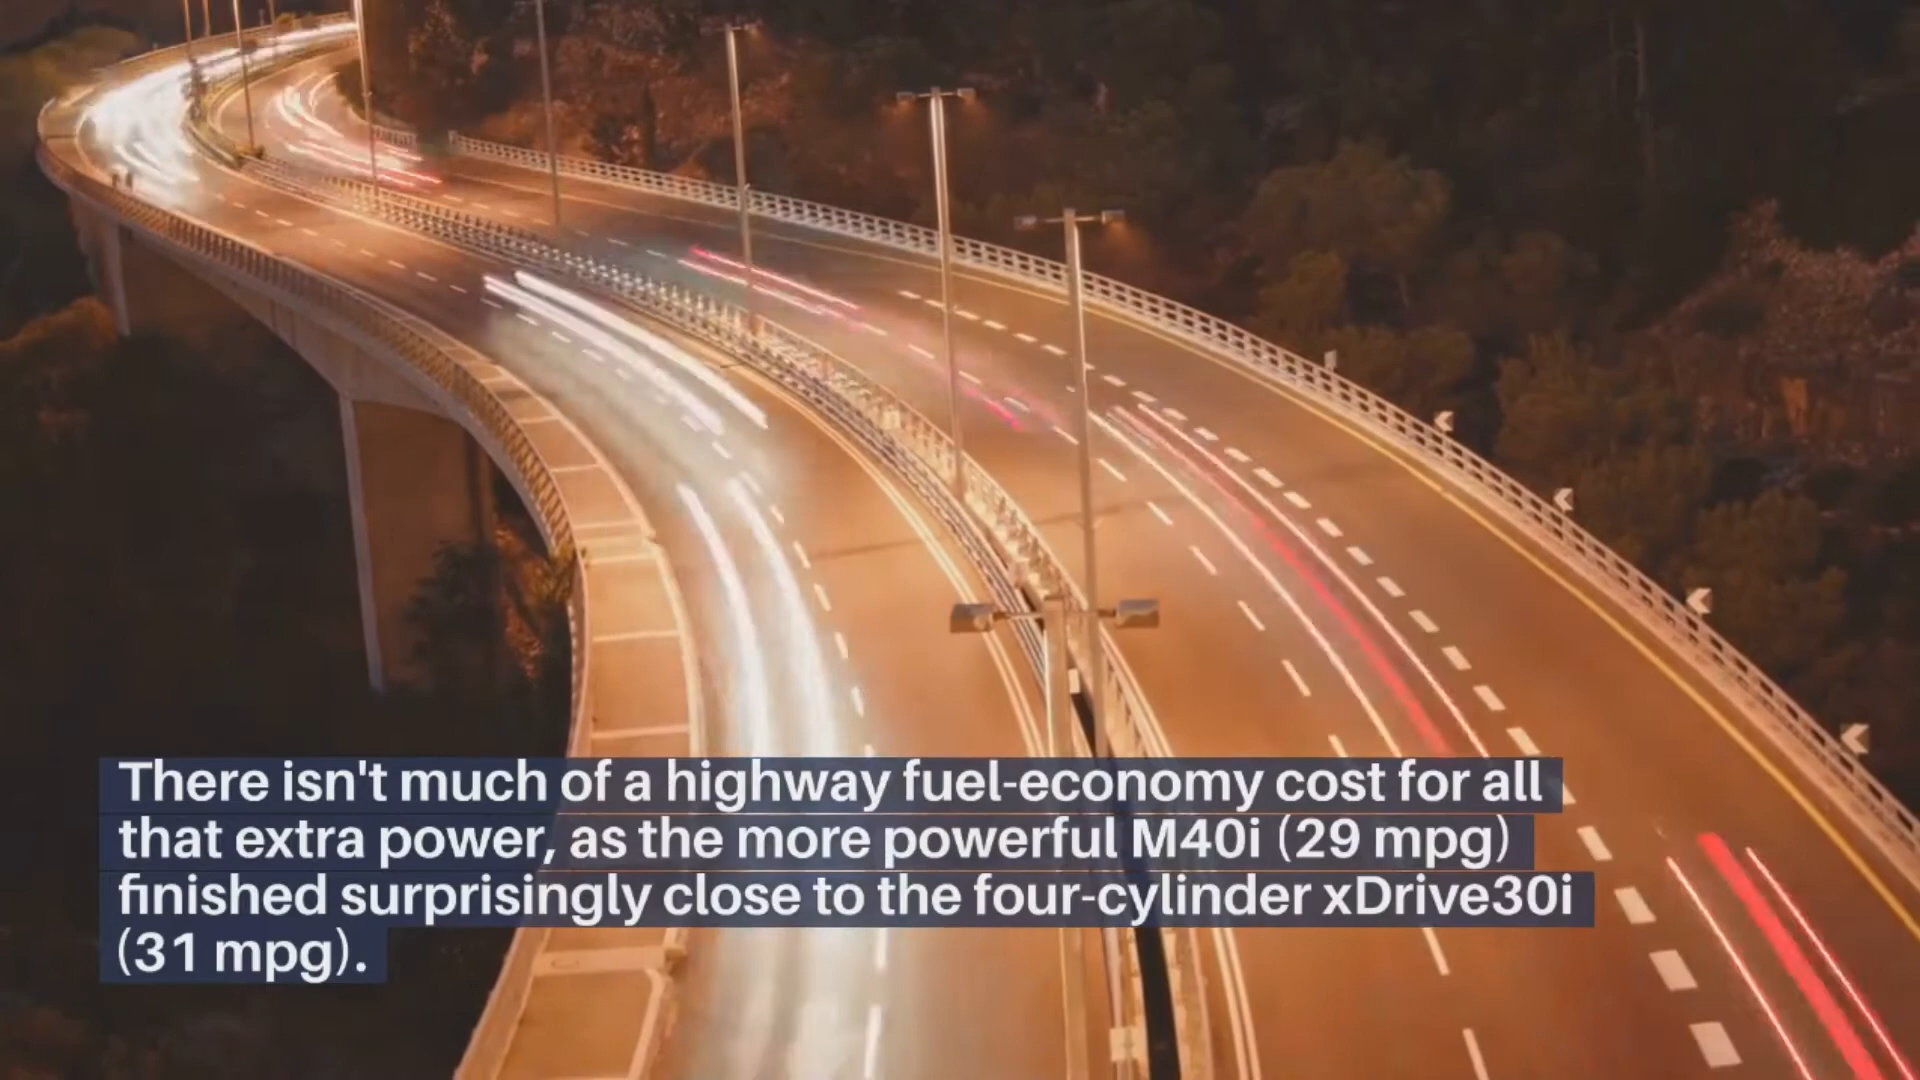 There isn't much of a highway fuel-economy cost for all
that extra power, as the more powerful M40i (29 mpg)
finished surprisingly close to the four-cylinder xDrive30i
(31 mpg).